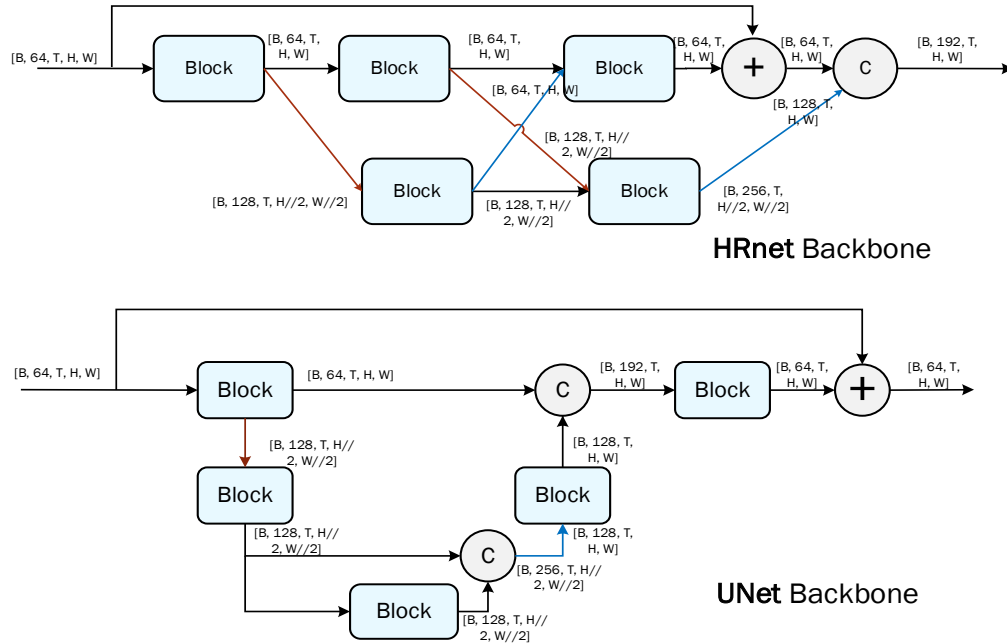 [B, 64, T, H, W]
Block
[B, 64, T,
H, W]
Block
[B, 64, T,
H, W]
Block
[B, 64, T,
H, W]
+
[B, 64, T,
H, W]
C
[B, 192, T,
H, W]
[B, 64, T, H, W]
[B, 128, T,
H, W]
[B, 128, T, H//
2, W//2]
[B, 128, T, H//2, W//2]
Block
[B, 128, T, H//
2, W//2]
Block
[B, 256, T,
H//2, W//2]
HRnet Backbone
[B, 64, T, H, W]
Block
[B, 64, T, H, W]
C
[B, 192, T,
H, W]
Block
[B, 64, T,
H, W]
+
[B, 64, T,
H, W]
[B, 128, T, H//
2, W//2]
[B, 128, T,
H, W]
Block
Block
[B, 128, T, H//
2, W//2]
C
[B, 128, T,
H, W]
[B, 256, T, H//
2, W//2]
Block
[B, 128, T, H//
2, W//2]
UNet Backbone